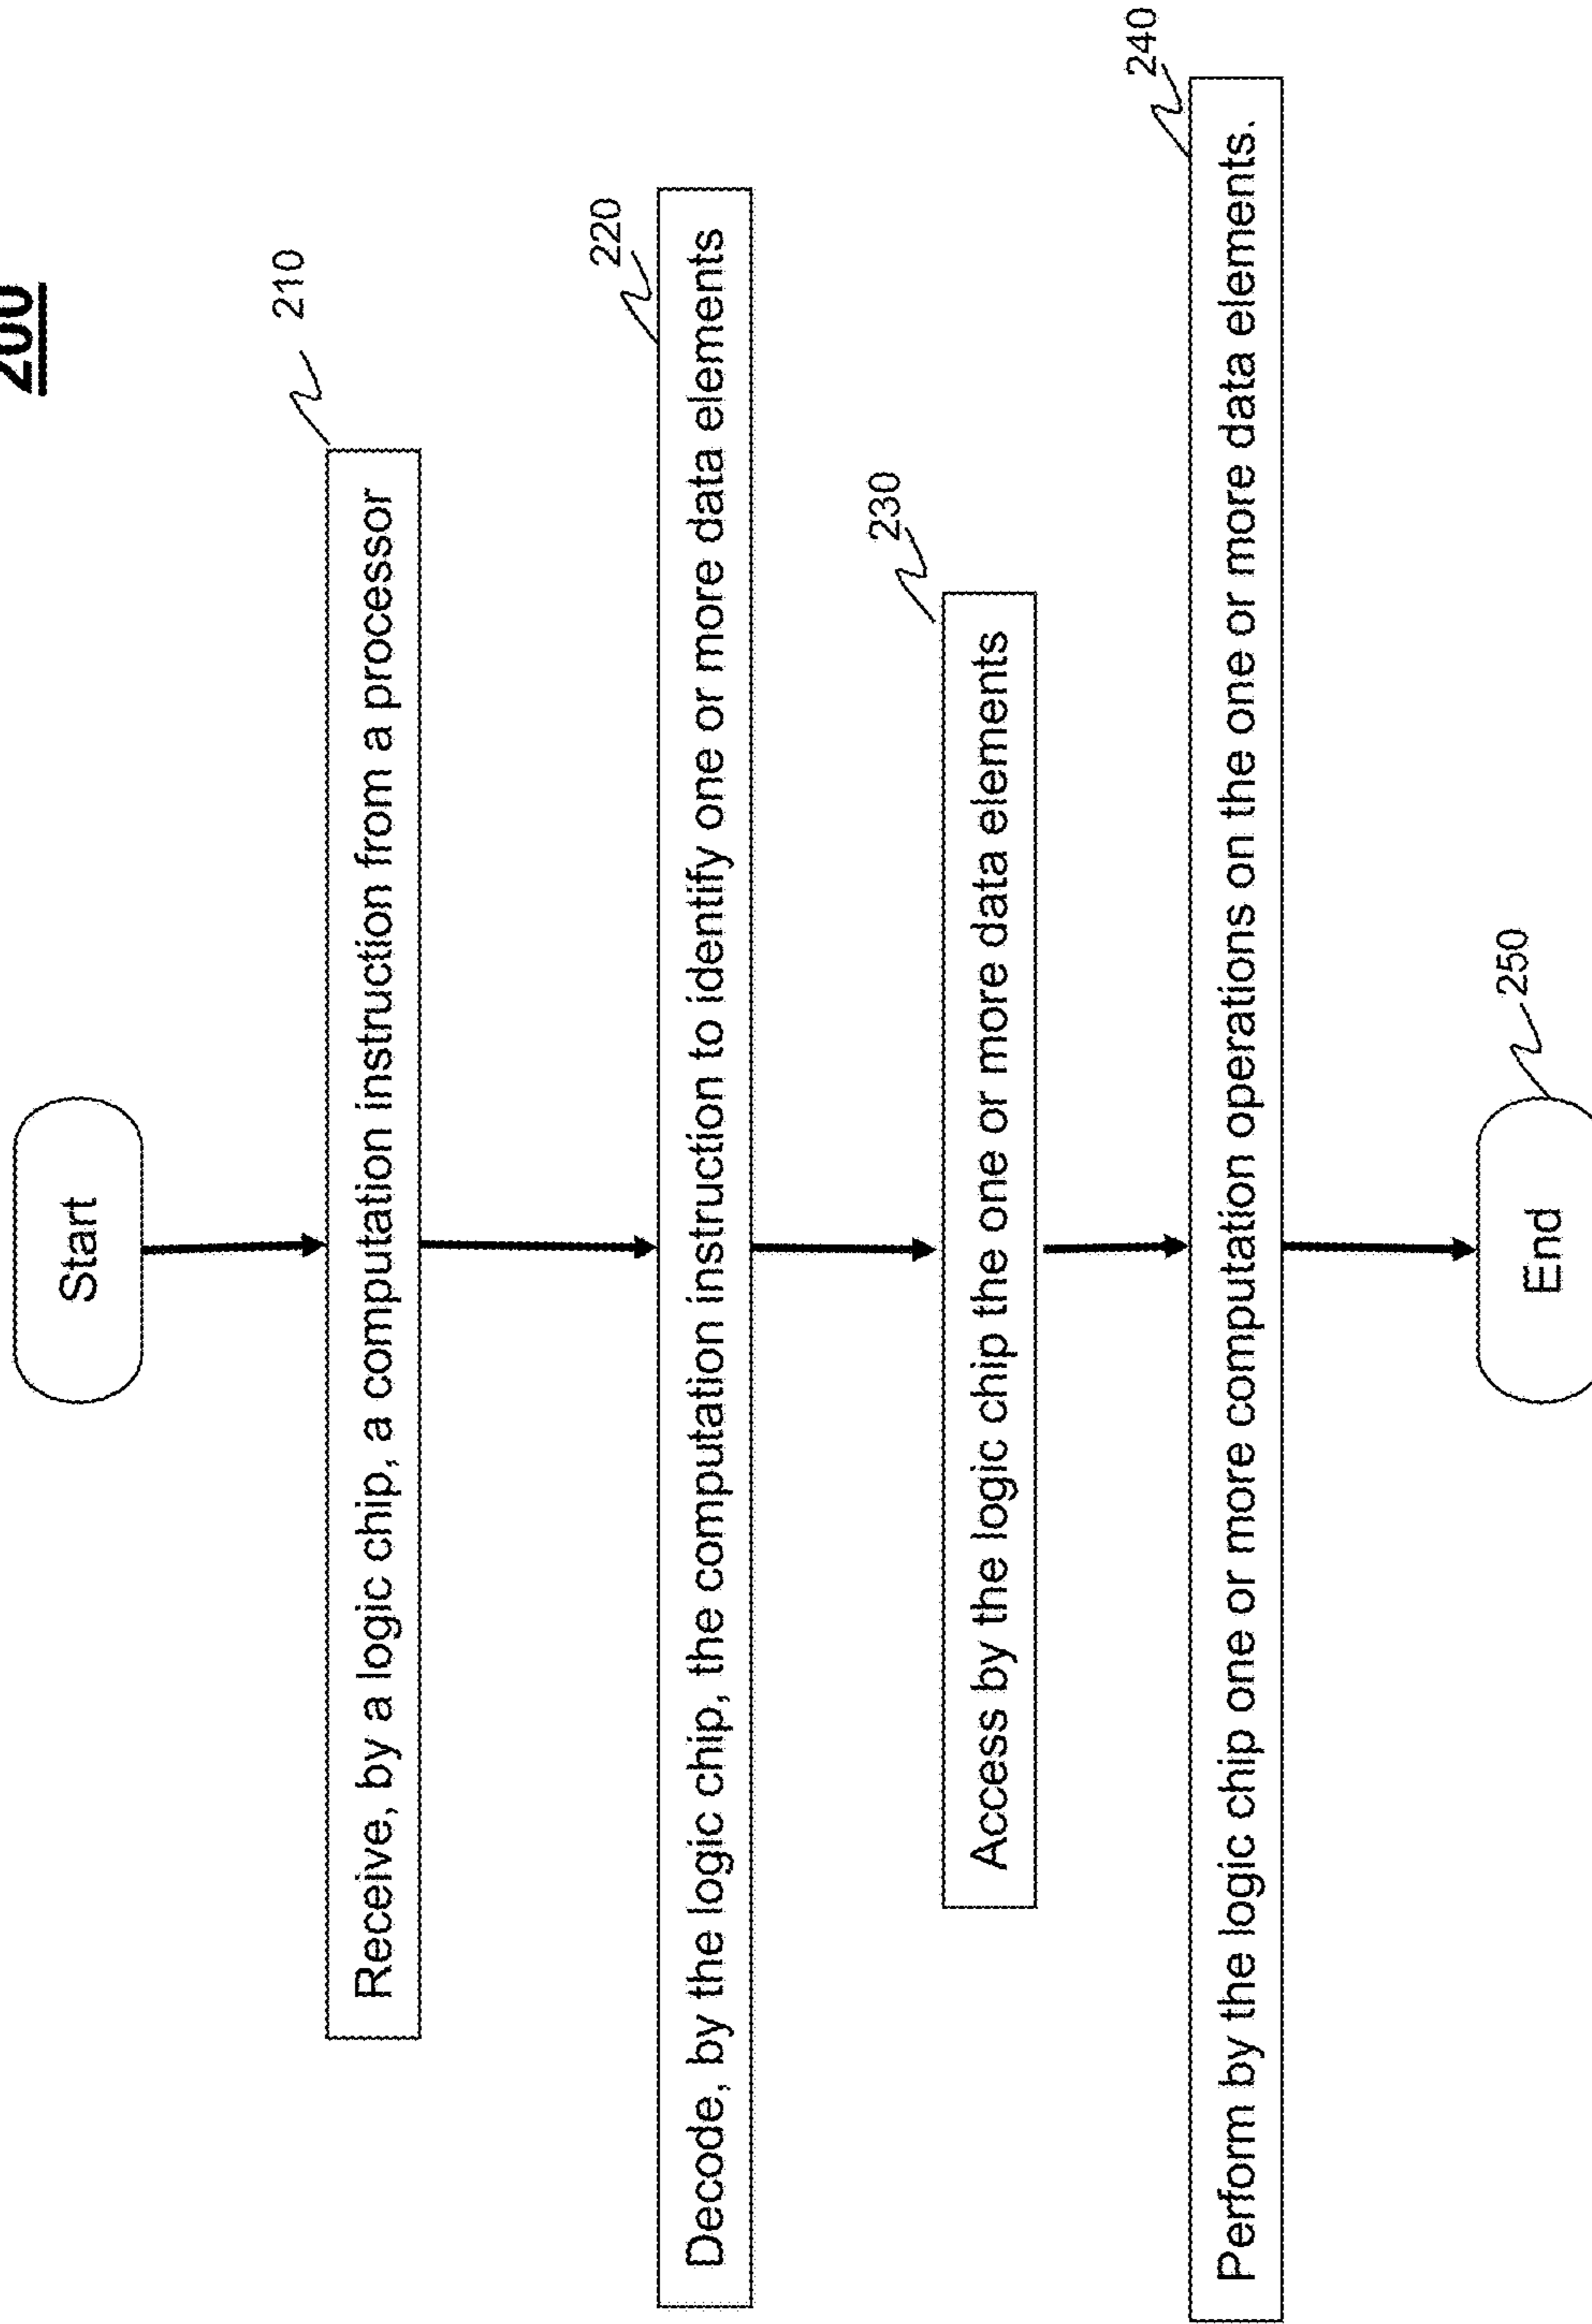 200
Start
210
Receive, by a logic chip, a computation instruction from a processor
220
Decode, by the logic chip, the computation instruction to identify one or more data elements
230
Access by the logic chip the one or more data elements
240
Perform by the logic chip one or more computation operations on the one or more data elements.
250
End